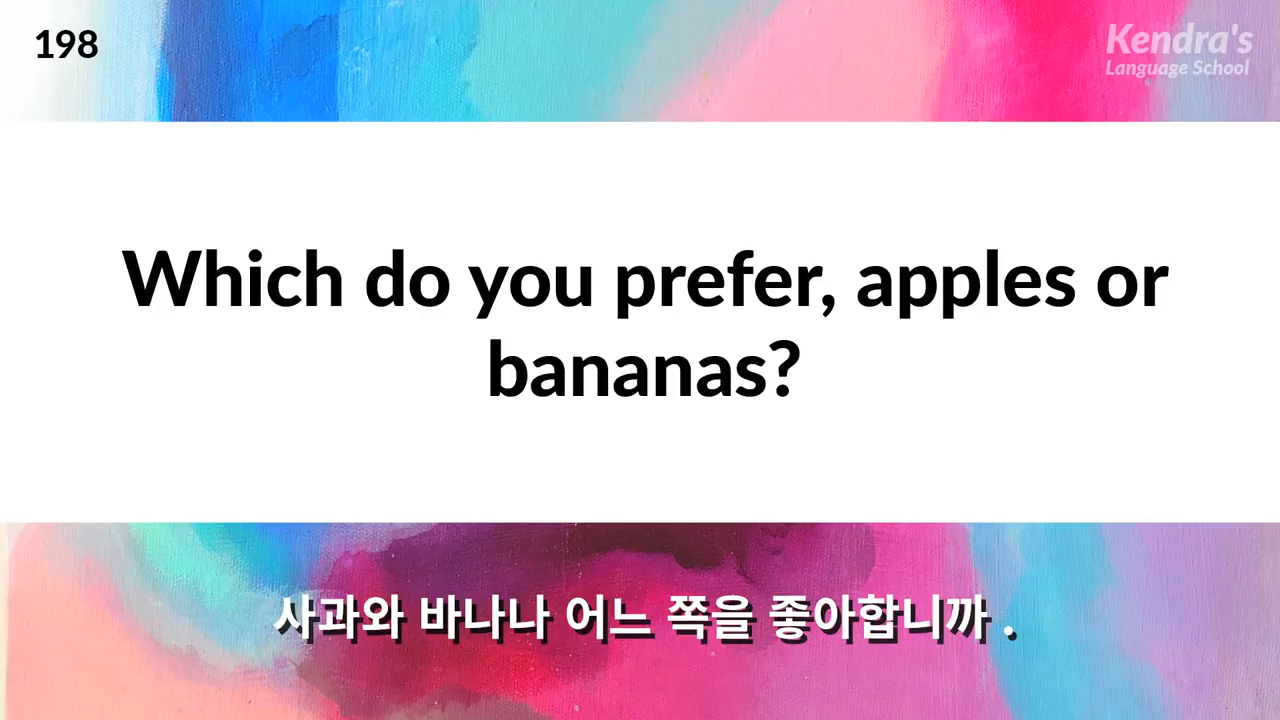 198
Kendra's
Language School
Which do you prefer, apples or
bananas?
사과와 바나나 어느 쪽을 좋아합니까 .